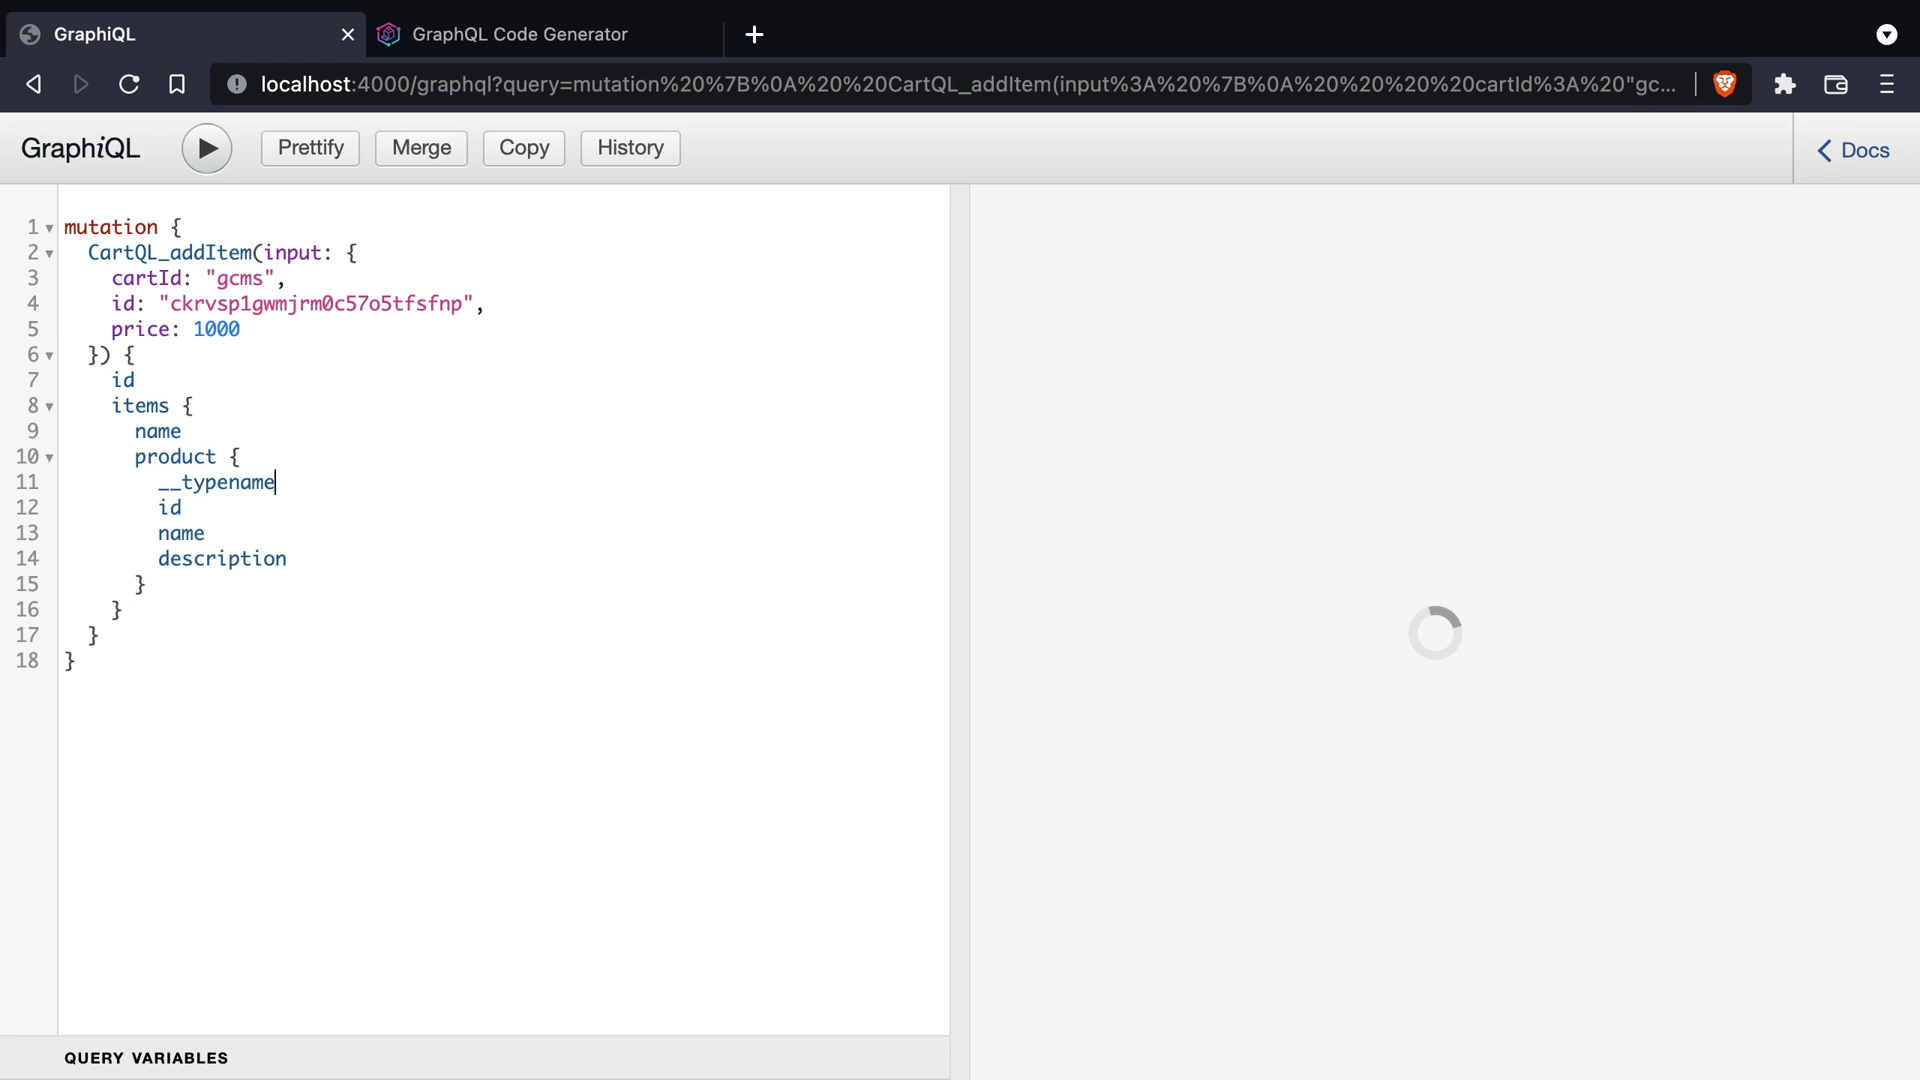 GraphiQL
GraphQL Code Generator
localhost:4000/graphql?query=mutation%20%7B%0A%20%20CartQL_addItem(input%3A%20%7B%0A%20%20%20%20cartId%3A%20"gc...
GraphiQL
Prettify
Merge
Copy
History
Docs
1 mutation {
2 CartQL_addItem(input: {
3 cartId: "gcms",
4 id: "ckrvsp1gwmjrm0c57o5tfsfnp",
5 price: 1000
6 }) {
7 id
8 items {
9 name
10 product {
11 __typename
12 id
13 name
14 description
15 }
16 }
17 }
18 }
QUERY VARIABLES